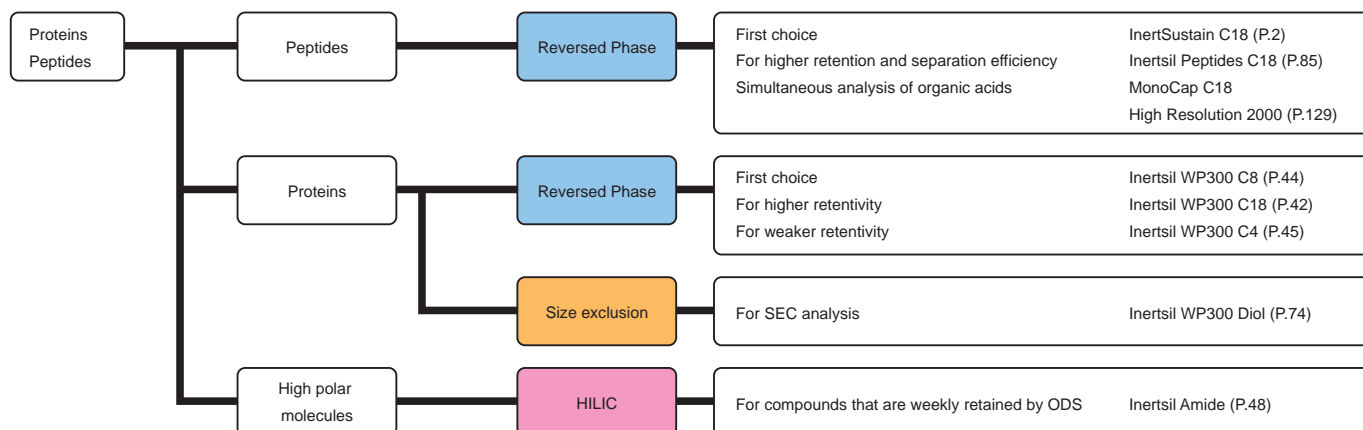 Proteins
Peptides
Peptides
Reversed Phase
First choice InertSustain C18 (P.2)
For higher retention and separation efficiency Inertsil Peptides C18 (P.85)
Simultaneous analysis of organic acids MonoCap C18
High Resolution 2000 (P.129)
Proteins
Reversed Phase
First choice Inertsil WP300 C8 (P.44)
For higher retentivity Inertsil WP300 C18 (P.42)
For weaker retentivity Inertsil WP300 C4 (P.45)
Size exclusion
For SEC analysis Inertsil WP300 Diol (P.74)
High polar
molecules
HILIC
For compounds that are weekly retained by ODS Inertsil Amide (P.48)